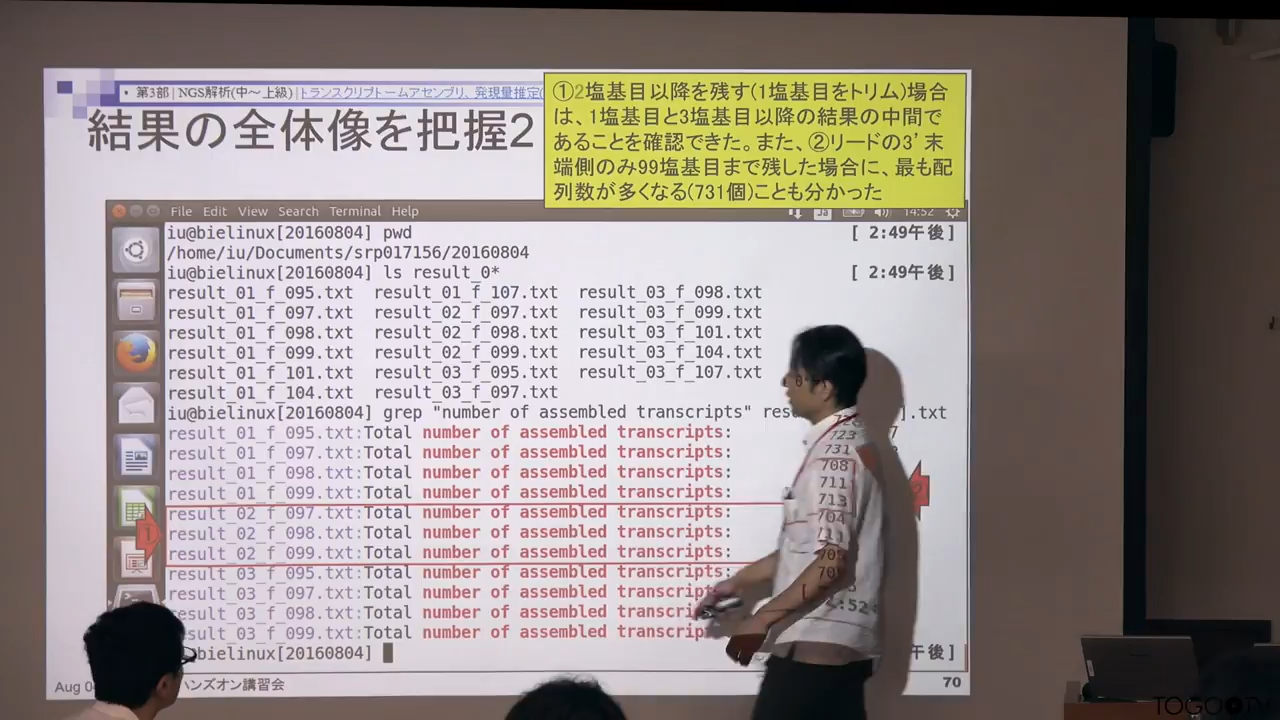 ・ 第3部 | NGS解析(中～上級) | トランスクリプトームアセンブリ、発現量推定(
結果の全体像を把握2
①2塩基目以降を残す(1塩基目をトリム)場合
は、1塩基目と3塩基目以降の結果の中間で
あることを確認できた。また、②リードの3’末
端側のみ99塩基目まで残した場合に、最も配
列数が多くなる(731個)ことも分かった
File Edit View Search Terminal Help
Ja 14:52
iu@bielinux[20160804] pwd [ 2:49午後]
/home/iu/Documents/srp017156/20160804
iu@bielinux[20160804] ls result_0* [ 2:49午後]
result_01_f_095.txt result_01_f_107.txt result_03_f_098.txt
result_01_f_097.txt result_02_f_097.txt result_03_f_099.txt
result_01_f_098.txt result_02_f_098.txt result_03_f_101.txt
result_01_f_099.txt result_02_f_099.txt result_03_f_104.txt
result_01_f_101.txt result_03_f_095.txt result_03_f_107.txt
result_01_f_104.txt result_03_f_097.txt
iu@bielinux[20160804] grep "number of assembled transcripts" res ].txt
result_01_f_095.txt:Total number of assembled transcripts:
result_01_f_097.txt:Total number of assembled transcripts: 723
result_01_f_098.txt:Total number of assembled transcripts: 731
result_01_f_099.txt:Total number of assembled transcripts: 708
result_02_f_097.txt:Total number of assembled transcripts: 711
result_02_f_098.txt:Total number of assembled transcripts: 713
result_02_f_099.txt:Total number of assembled transcripts: 704
result_03_f_095.txt:Total number of assembled transcripts:
result_03_f_097.txt:Total number of assembled transcript
result_03_f_098.txt:Total number of assembled transcripts
result_03_f_099.txt:Total number of assembled transcrip
@bielinux[20160804] 午後]
1
Aug 0 ハンズオン講習会 70
TOGOTV